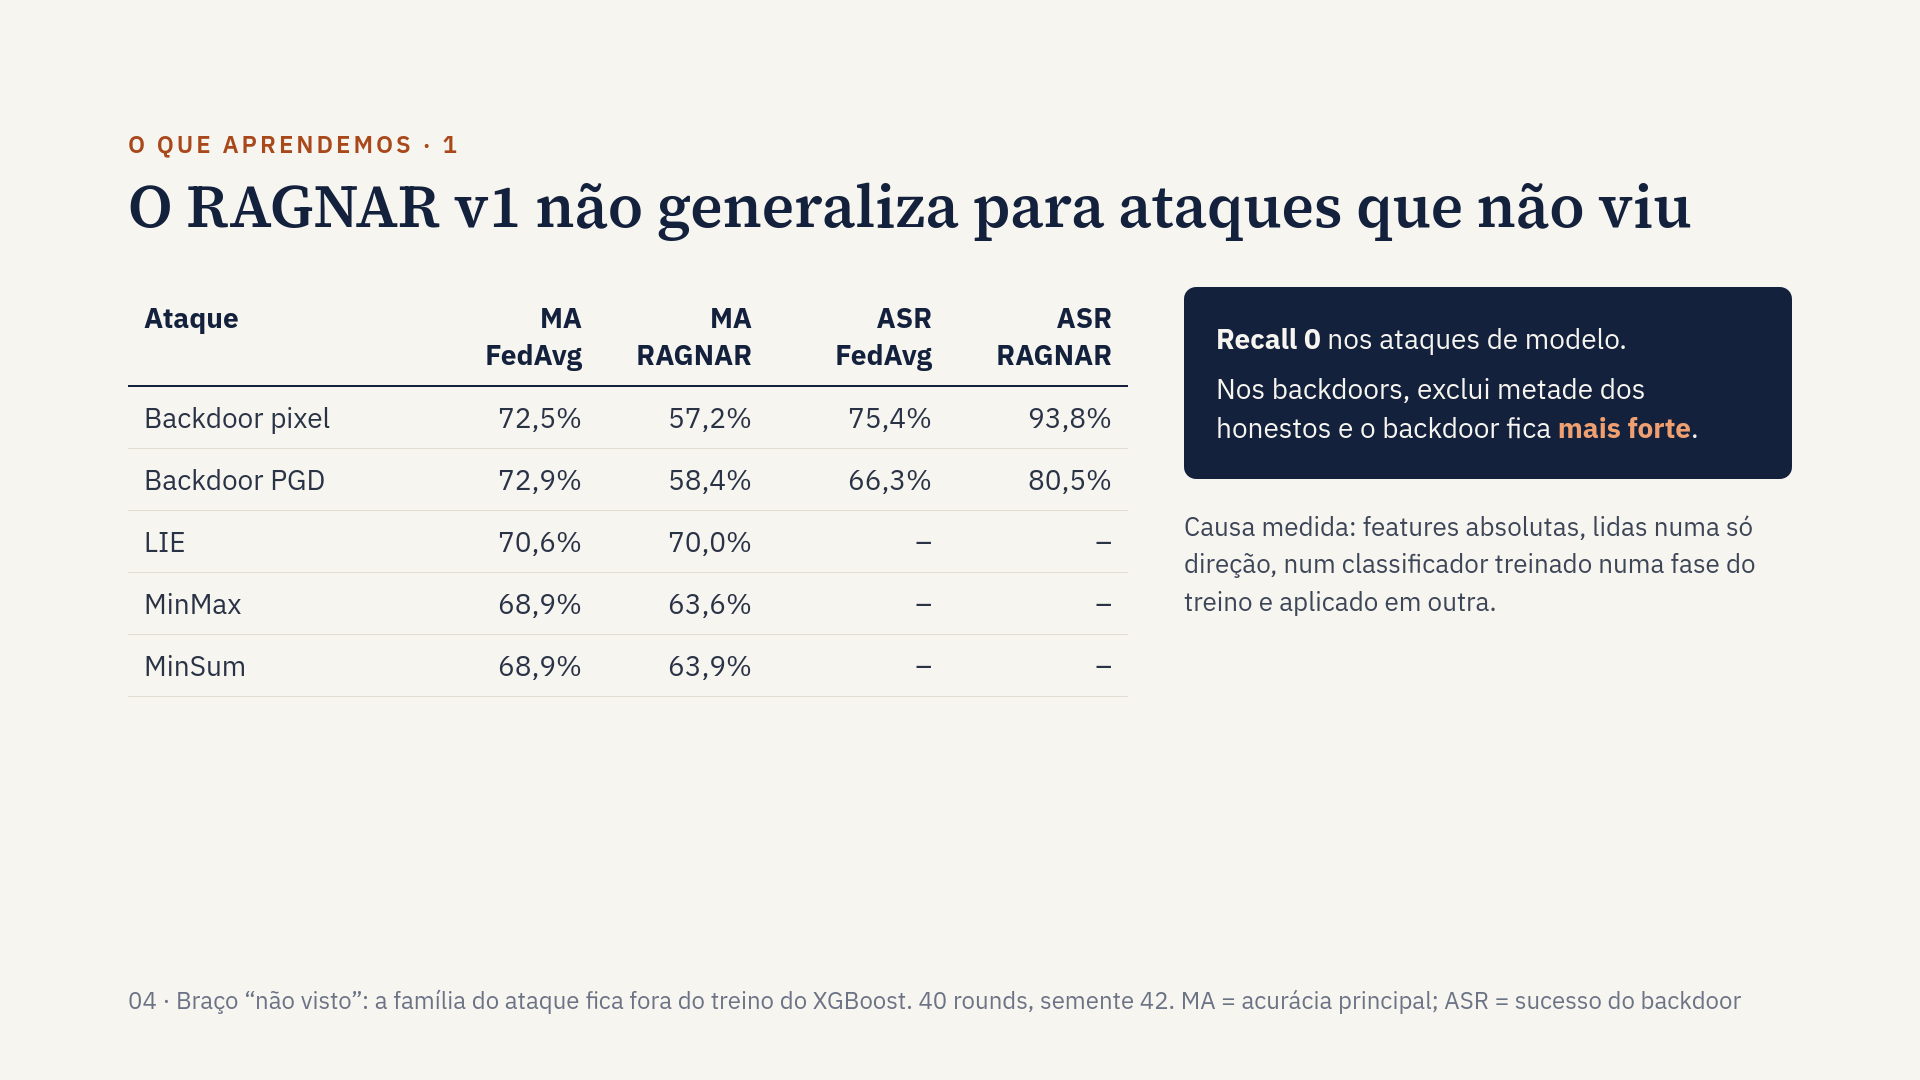 O QUE APRENDEMOS · 1
O RAGNAR v1 não generaliza para ataques que não viu
Ataque MA FedAvg MA RAGNAR ASR FedAvg ASR RAGNAR
Backdoor pixel 72,5% 57,2% 75,4% 93,8%
Backdoor PGD 72,9% 58,4% 66,3% 80,5%
LIE 70,6% 70,0% – –
MinMax 68,9% 63,6% – –
MinSum 68,9% 63,9% – –
Recall 0 nos ataques de modelo.
Nos backdoors, exclui metade dos
honestos e o backdoor fica mais forte.
Causa medida: features absolutas, lidas numa só
direção, num classificador treinado numa fase do
treino e aplicado em outra.
04 · Braço “não visto”: a família do ataque fica fora do treino do XGBoost. 40 rounds, semente 42. MA = acurácia principal; ASR = sucesso do backdoor